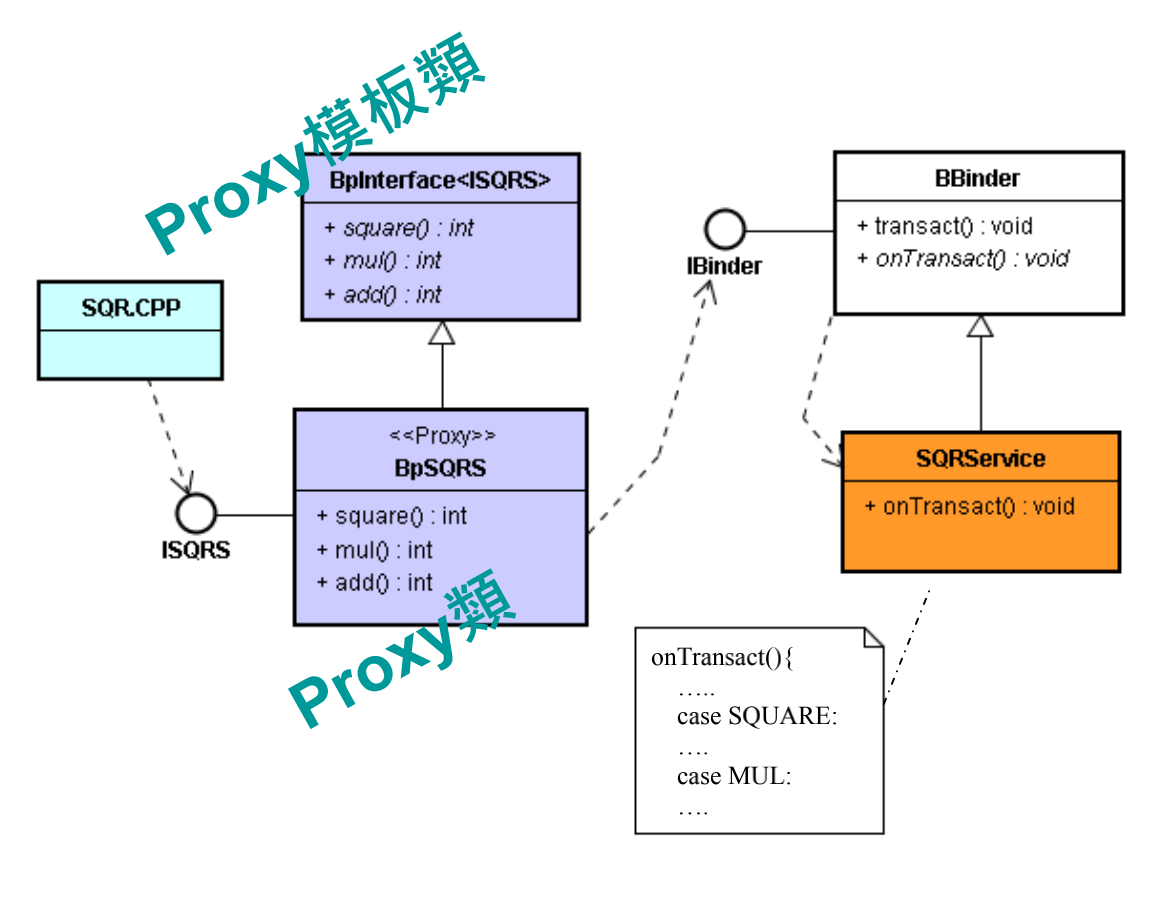 Proxy模板類
BpInterface<ISQRS>
+ square() : int
+ mul() : int
+ add() : int
SQR.CPP
ISQRS
<<Proxy>>
BpSQRS
+ square() : int
+ mul() : int
+ add() : int
Proxy類
IBinder
BBinder
+ transact() : void
+ onTransact() : void
SQRService
+ onTransact() : void
onTransact(){
…..
case SQUARE:
….
case MUL:
….